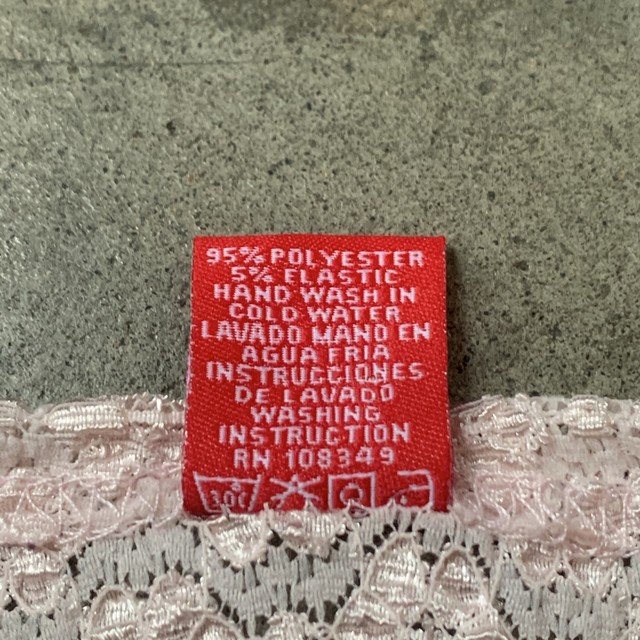 95% POLYESTER
5% ELASTIC
HAND WASH IN
COLD WATER
LAVADO MANO EN
AGUA FRIA
INSTRUCCIONES
DE LAVADO
WASHING
INSTRUCTION
RN 108349